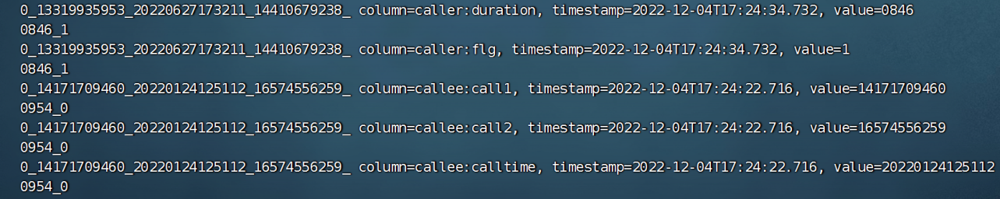 0_13319935953_20220627173211_14410679238_ column=caller:duration, timestamp=2022-12-04T17:24:34.732, value=0846
0846_1
0_13319935953_20220627173211_14410679238_ column=caller:flg, timestamp=2022-12-04T17:24:34.732, value=1
0846_1
0_14171709460_20220124125112_16574556259_ column=callee:call1, timestamp=2022-12-04T17:24:22.716, value=14171709460
0954_0
0_14171709460_20220124125112_16574556259_ column=callee:call2, timestamp=2022-12-04T17:24:22.716, value=16574556259
0954_0
0_14171709460_20220124125112_16574556259_ column=callee:calltime, timestamp=2022-12-04T17:24:22.716, value=20220124125112
0954_0